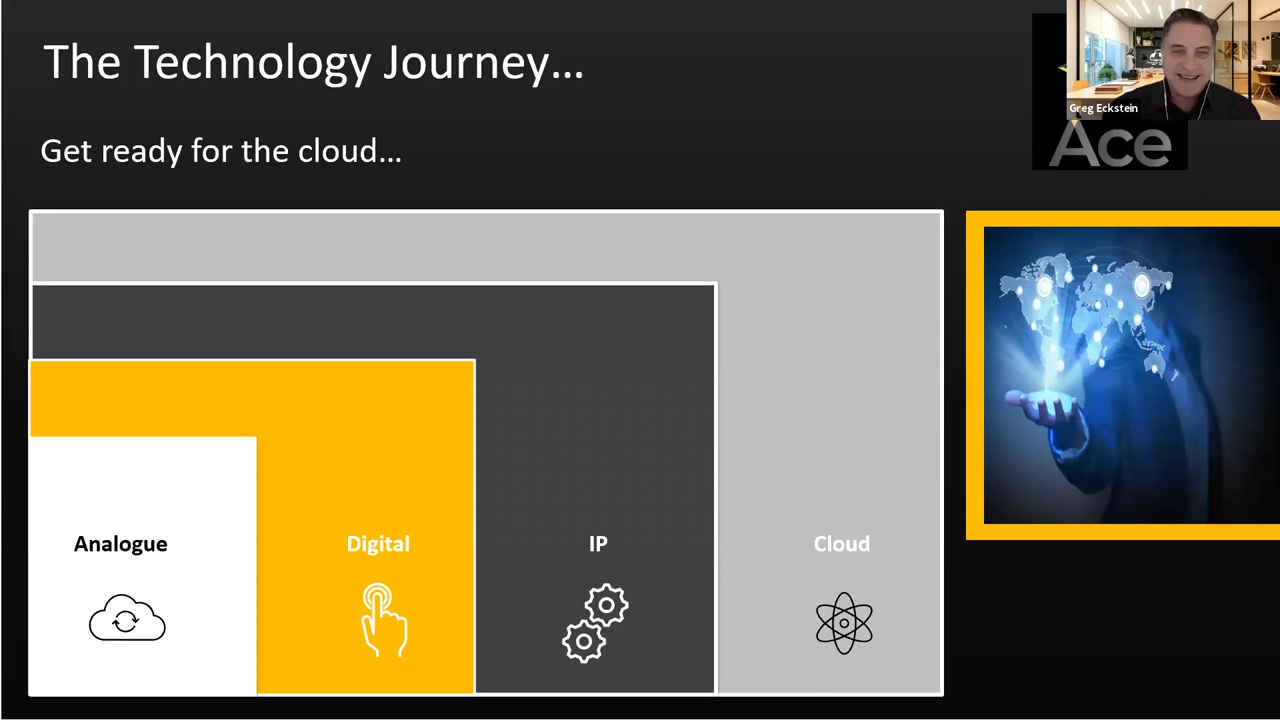 The Technology Journey...
Greg Eckstein
Ace
Get ready for the cloud...
Analogue
Digital
IP
Cloud